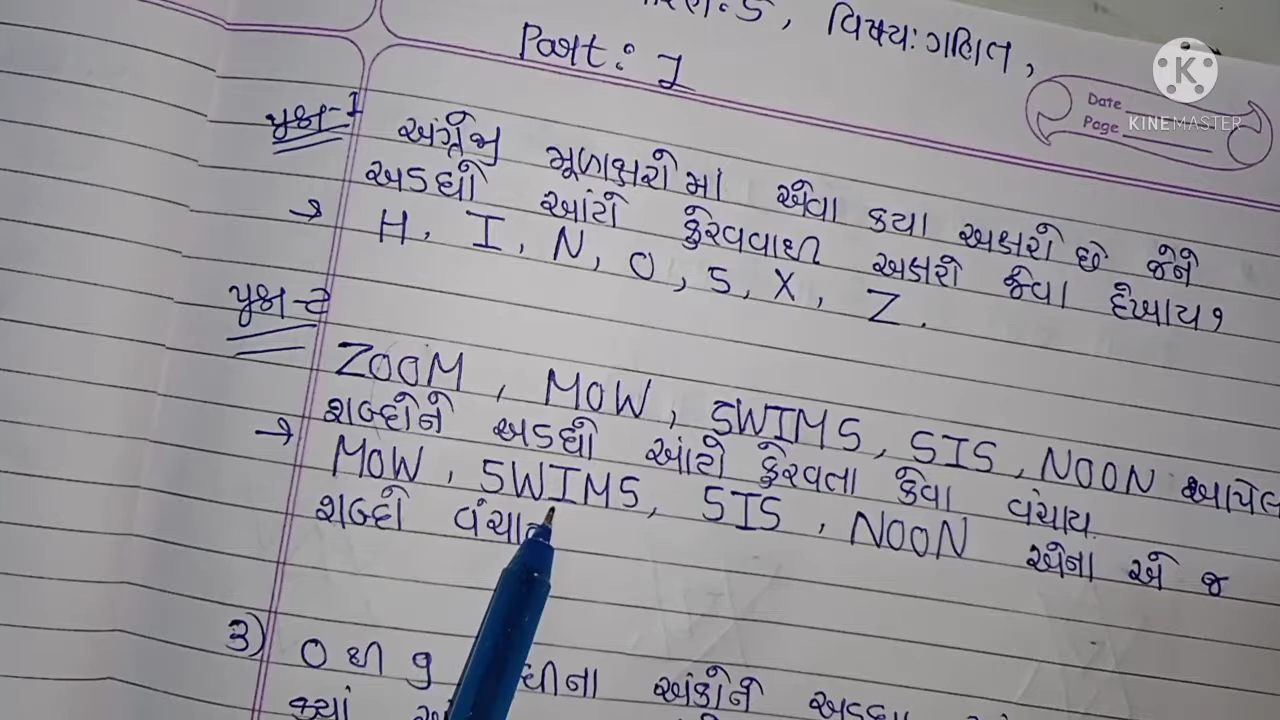 5, વિષય: ગણિત,
Part: 1
Date
Page
KINEMASTER
પ્રશ્ન-1 અંગ્રેજી મૂળાક્ષરો માં એવા કયા અક્ષરો છે જેને
અડધો આંટો ફેરવવાથી અક્ષરો જેવા દેખાય?
→ H, I, N, O, S, X, Z.
પ્રશ્ન-2
ZOOM, MOW, SWIMS, SIS, NOON આપેલ
શબ્દોને અડધો આંટો ફેરવતા કેવા વંચાય.
→ MOW, SWIMS, SIS, NOON એના એ જ
શબ્દો
3) 0 થી 9 અંકોને
ક્યાં